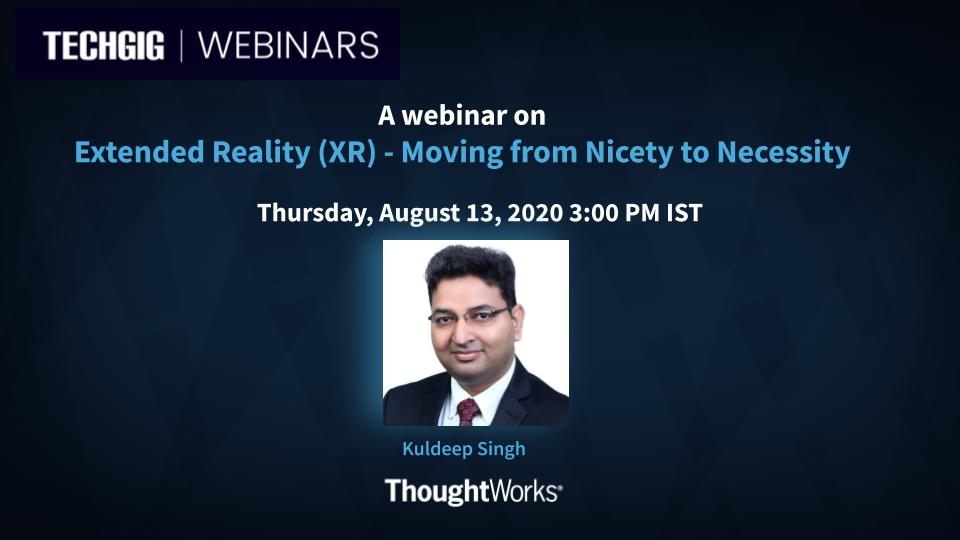 TECHGIG | WEBINARS
A webinar on
Extended Reality (XR) - Moving from Nicety to Necessity
Thursday, August 13, 2020 3:00 PM IST
Kuldeep Singh
ThoughtWorks®